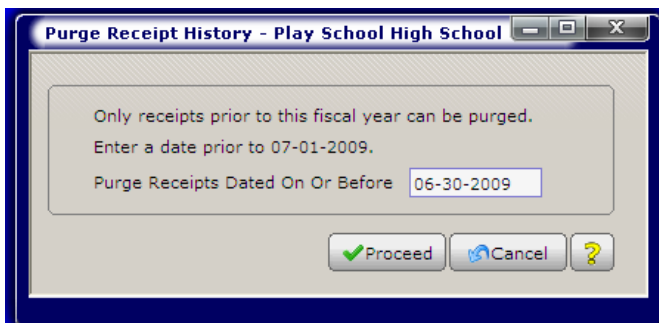 Purge Receipt History - Play School High School
Only receipts prior to this fiscal year can be purged.
Enter a date prior to 07-01-2009.
Purge Receipts Dated On Or Before 06-30-2009
Proceed Cancel ?